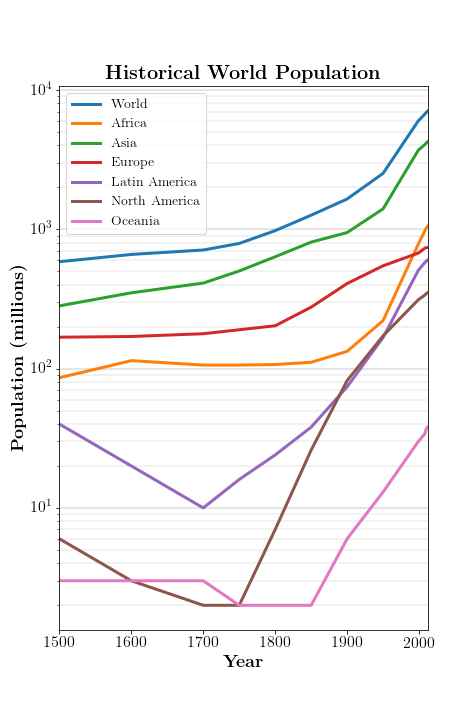 Historical World Population
10^4
World
Africa
Asia
Europe
Latin America
North America
Oceania
10^3
10^2
10^1
Population (millions)
1500 1600 1700 1800 1900 2000
Year